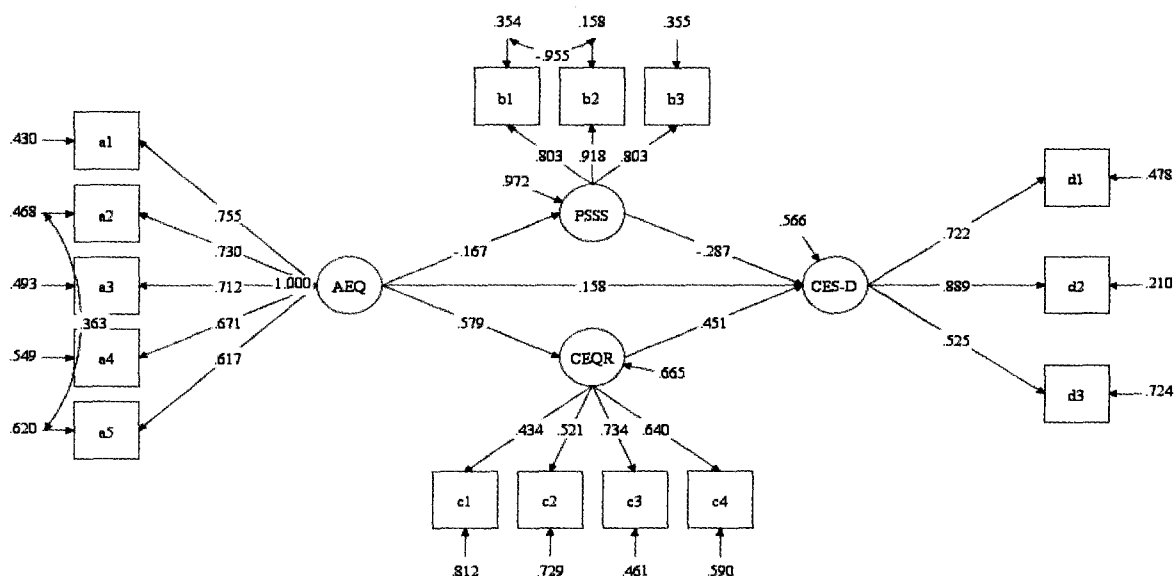 .354 .158 .355
-.955
b1 b2 b3
.430 a1
.803 .918 .803
d1 .478
.468 a2
.755
.972 PSSS
.566
.722
.730
-.167 -.287
.493 a3 .712 1.000 AEQ
.158
CES-D .889 d2 .210
.363
.671
.579 .451
.525
.549 a4
.617
CEQR
.665
d3 .724
.620 a5
.434 .521 .734 .640
c1 c2 c3 c4
.812 .729 .461 .590